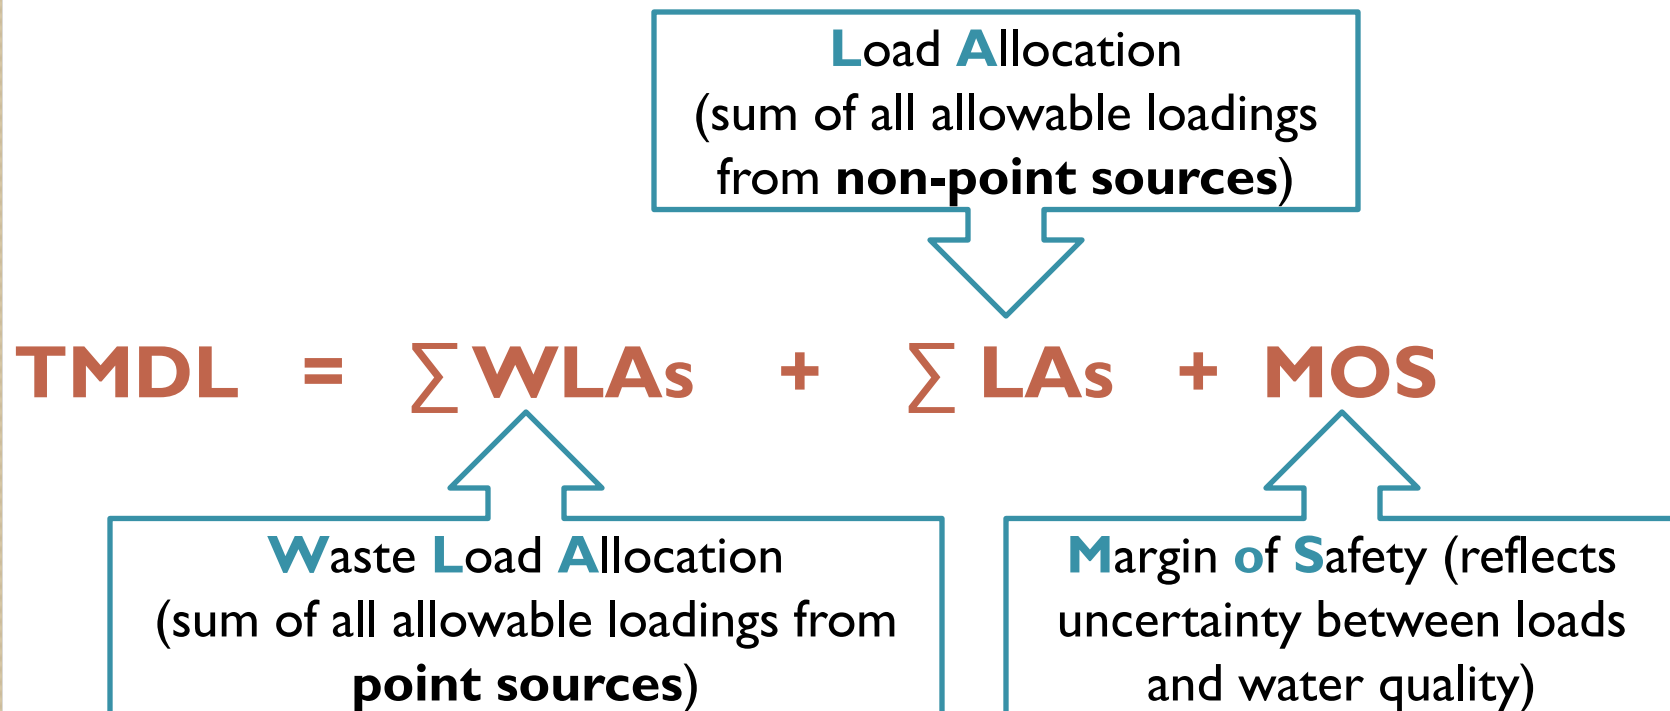 Load Allocation
(sum of all allowable loadings
from non-point sources)
TMDL = ∑ WLAs + ∑ LAs + MOS
Waste Load Allocation
(sum of all allowable loadings from
point sources)
Margin of Safety (reflects
uncertainty between loads
and water quality)